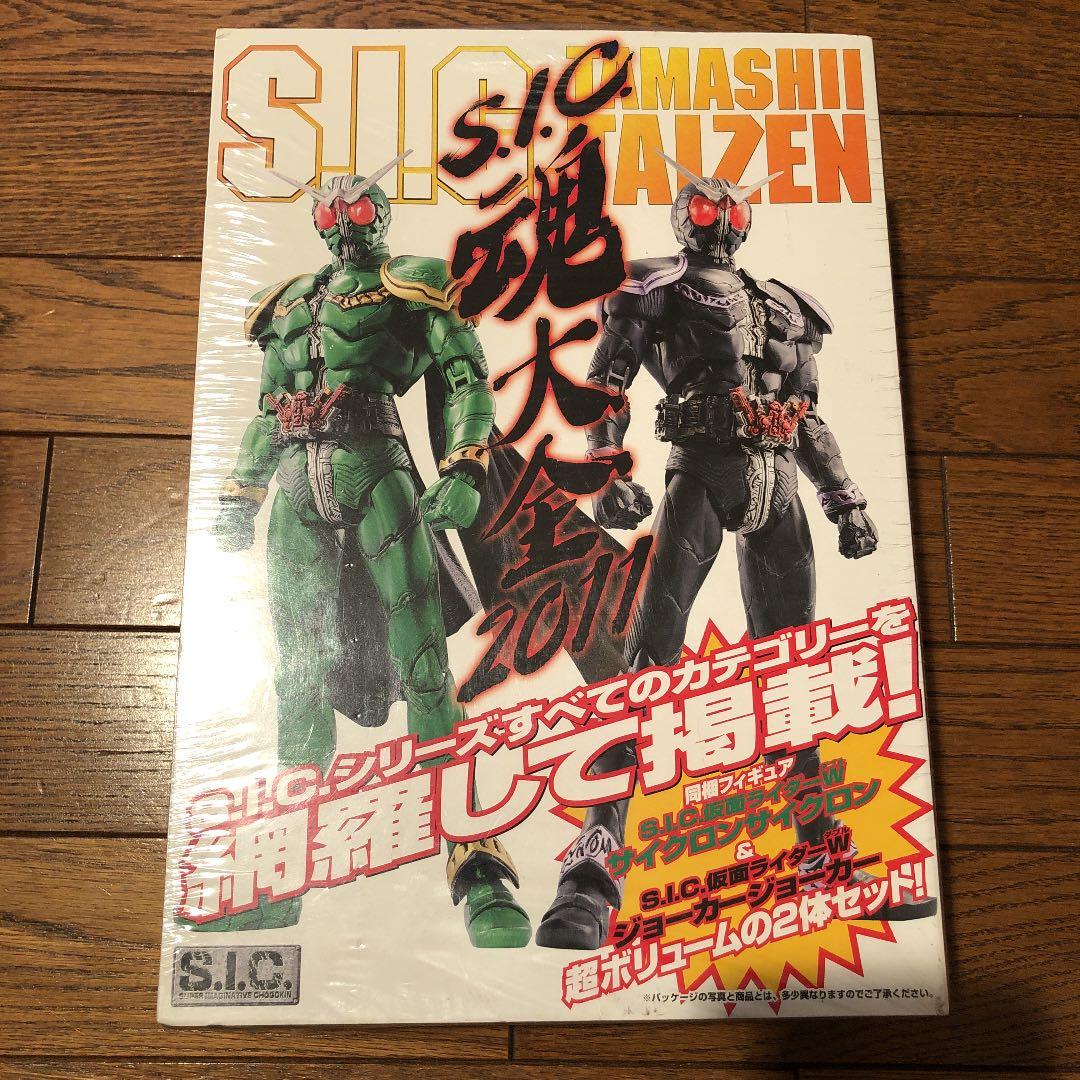 S.I.C TAMASHII
TAIZEN
S.I.C.
魂
大
全
2011
S.I.C.シリーズすべてのカテゴリーを
網羅して掲載!
同梱フィギュア
S.I.C.仮面ライダーW
サイクロンサイクロン
&
ダブル
S.I.C.仮面ライダーW
ジョーカージョーカー
超ボリュームの2体セット!
S.I.C.
SUPER IMAGINATIVE CHOGOKIN
※パッケージの写真と商品とは、多少異なりますのでご了承ください。